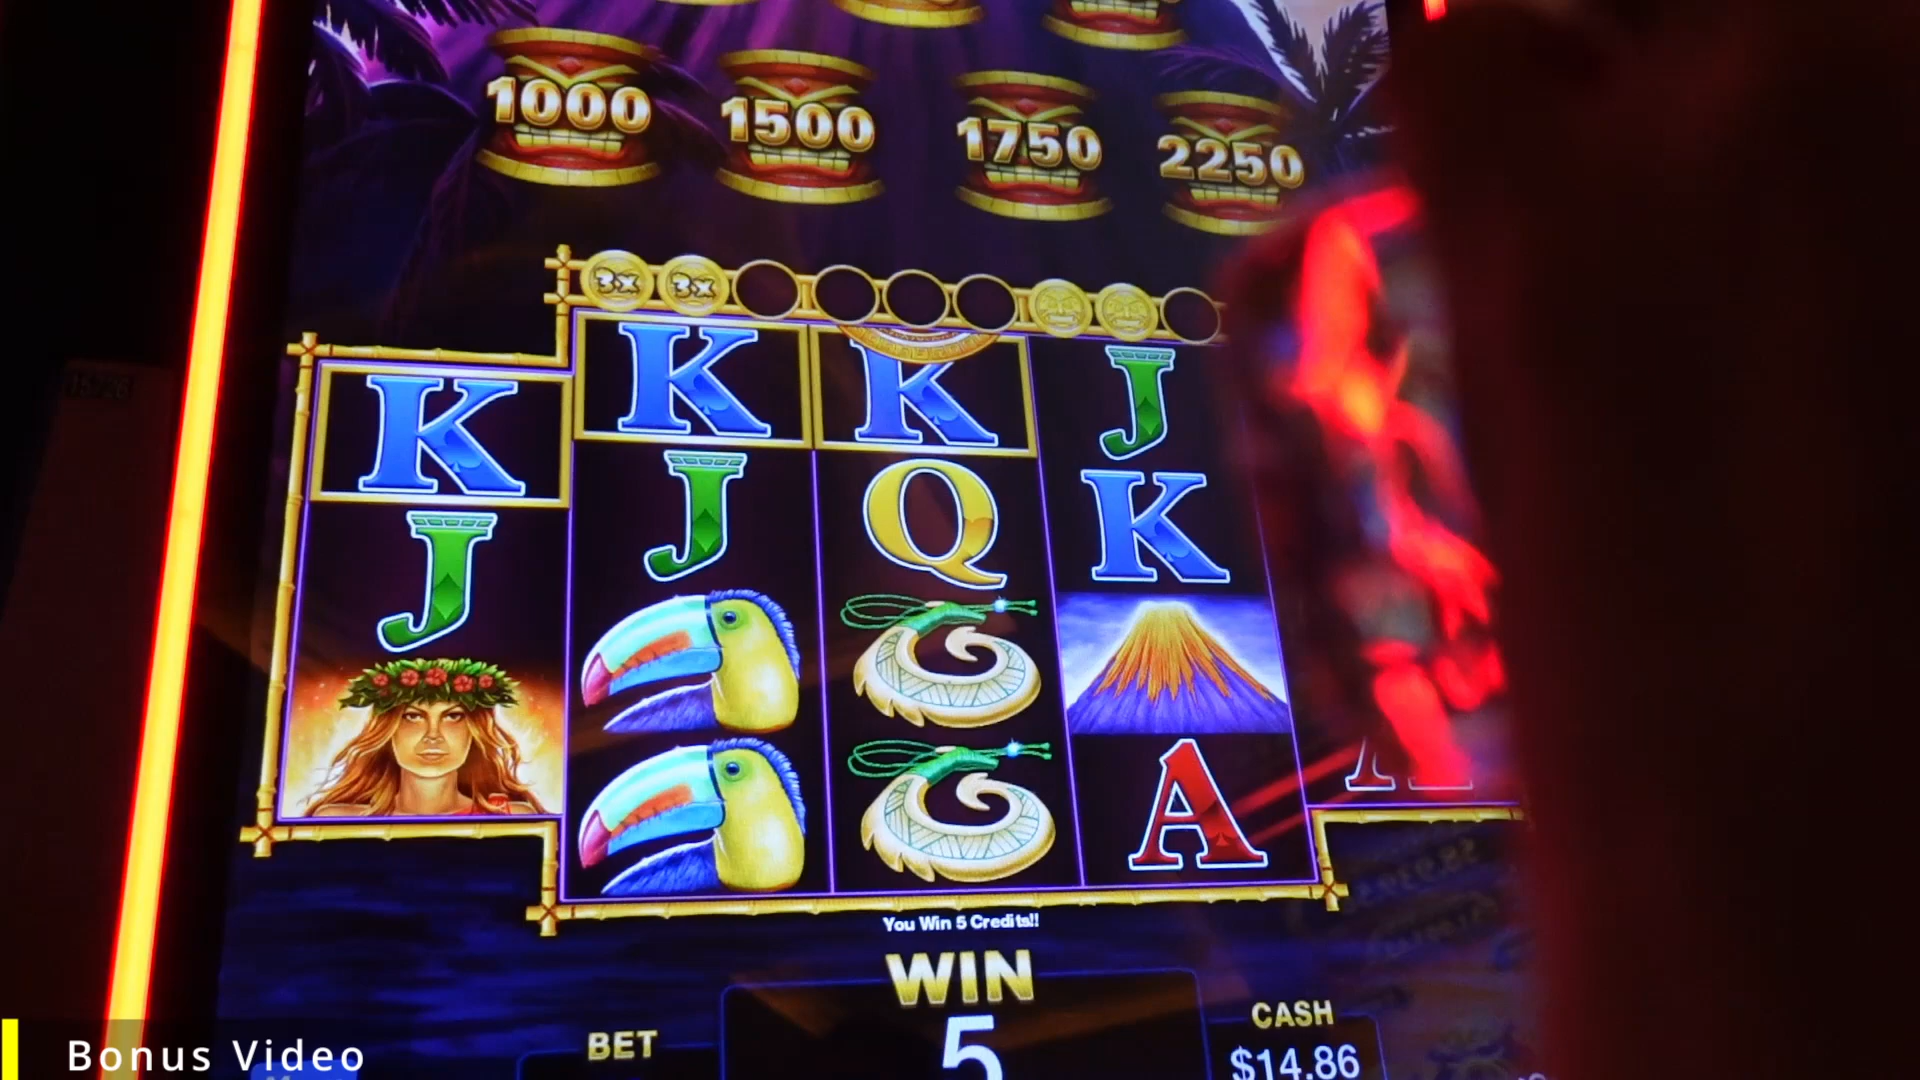 1000 1500 1750 2250
3x 3x
K K K J
J J Q K
A
You Win 5 Credits!!
WIN
BET 5 CASH
$14.86
Bonus Video